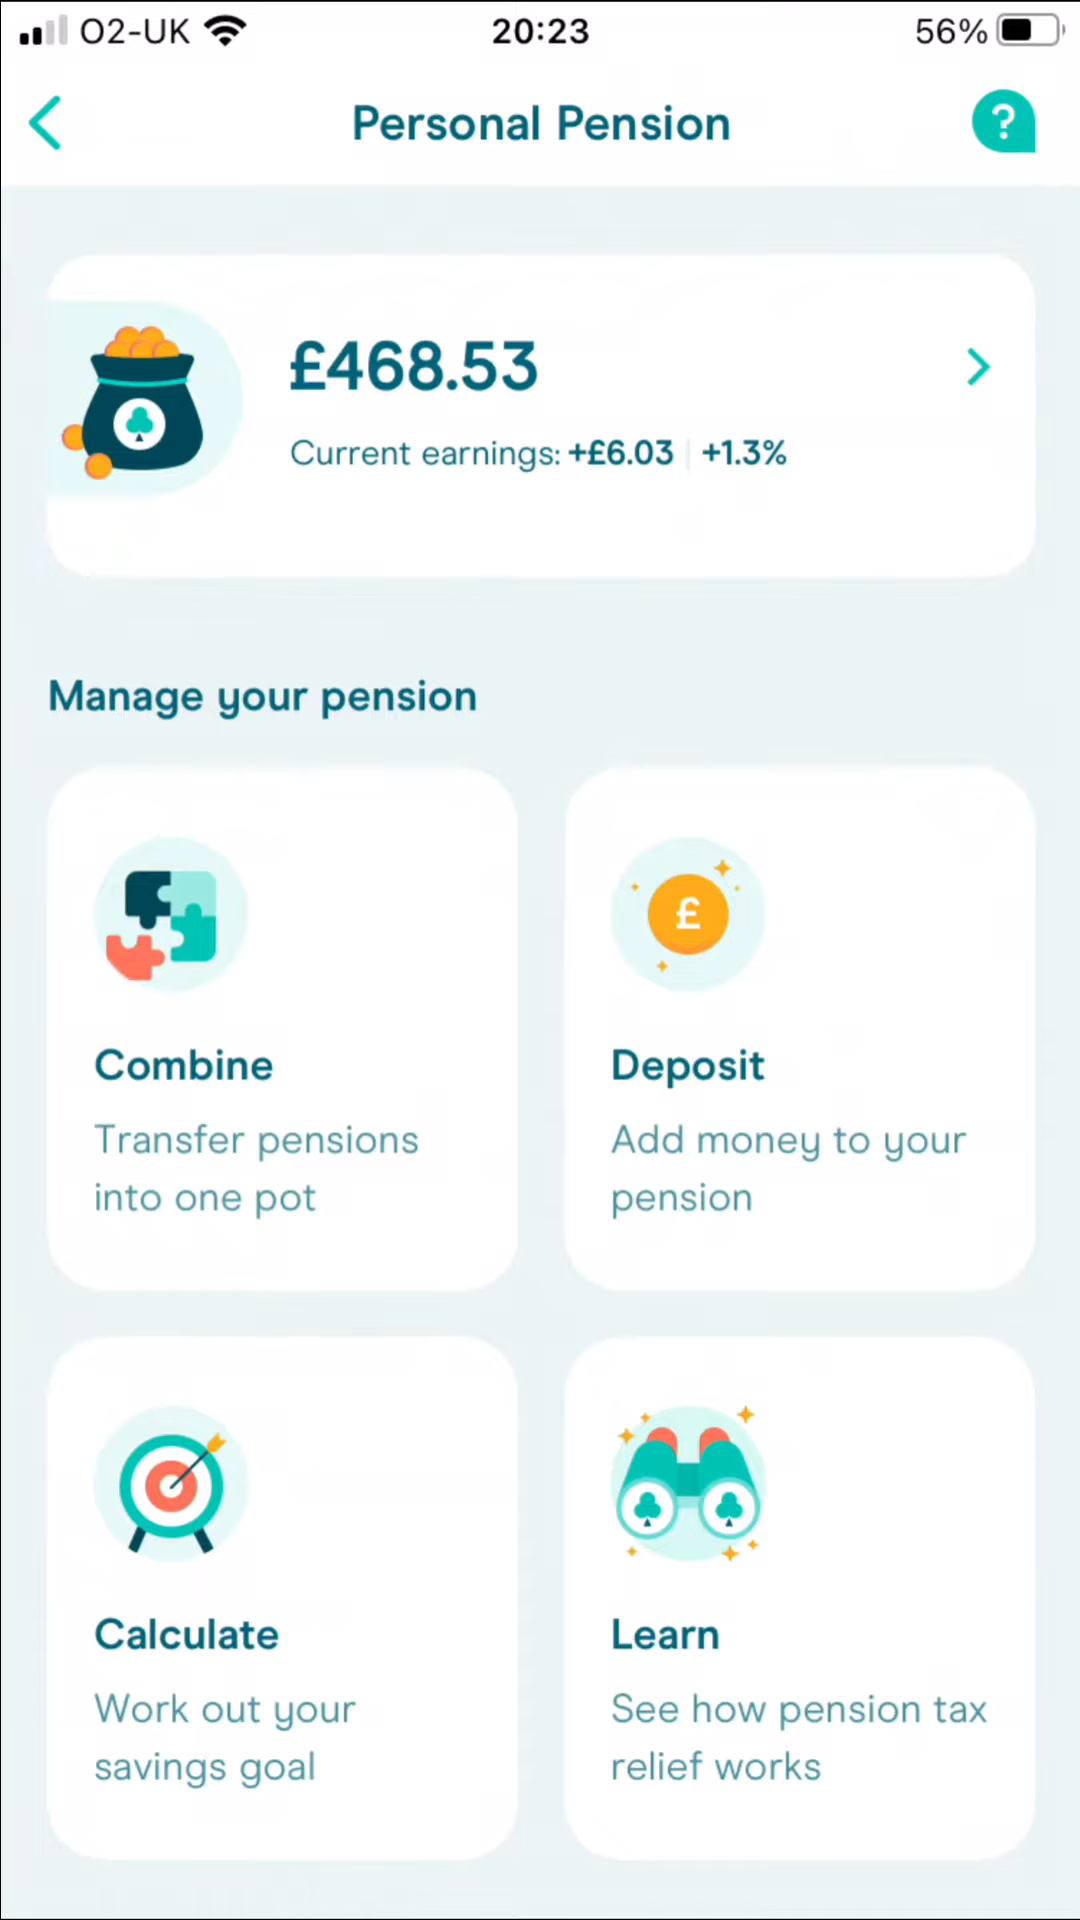 O2-UK 20:23 56%
Personal Pension ?
£468.53
Current earnings: +£6.03 +1.3%
Manage your pension
£
Combine
Transfer pensions
into one pot
Deposit
Add money to your
pension
Calculate
Work out your
savings goal
Learn
See how pension tax
relief works